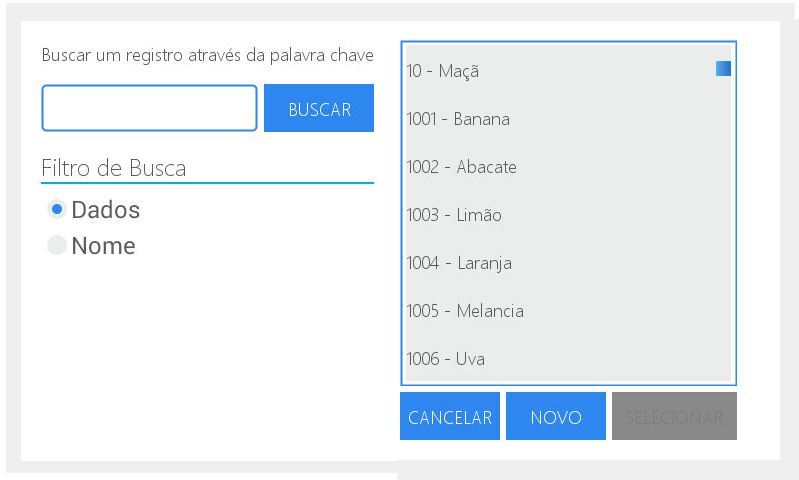 Buscar um registro através da palavra chave
BUSCAR
Filtro de Busca
Dados
Nome
10 - Maçã
1001 - Banana
1002 - Abacate
1003 - Limão
1004 - Laranja
1005 - Melancia
1006 - Uva
CANCELAR
NOVO
SELECIONAR